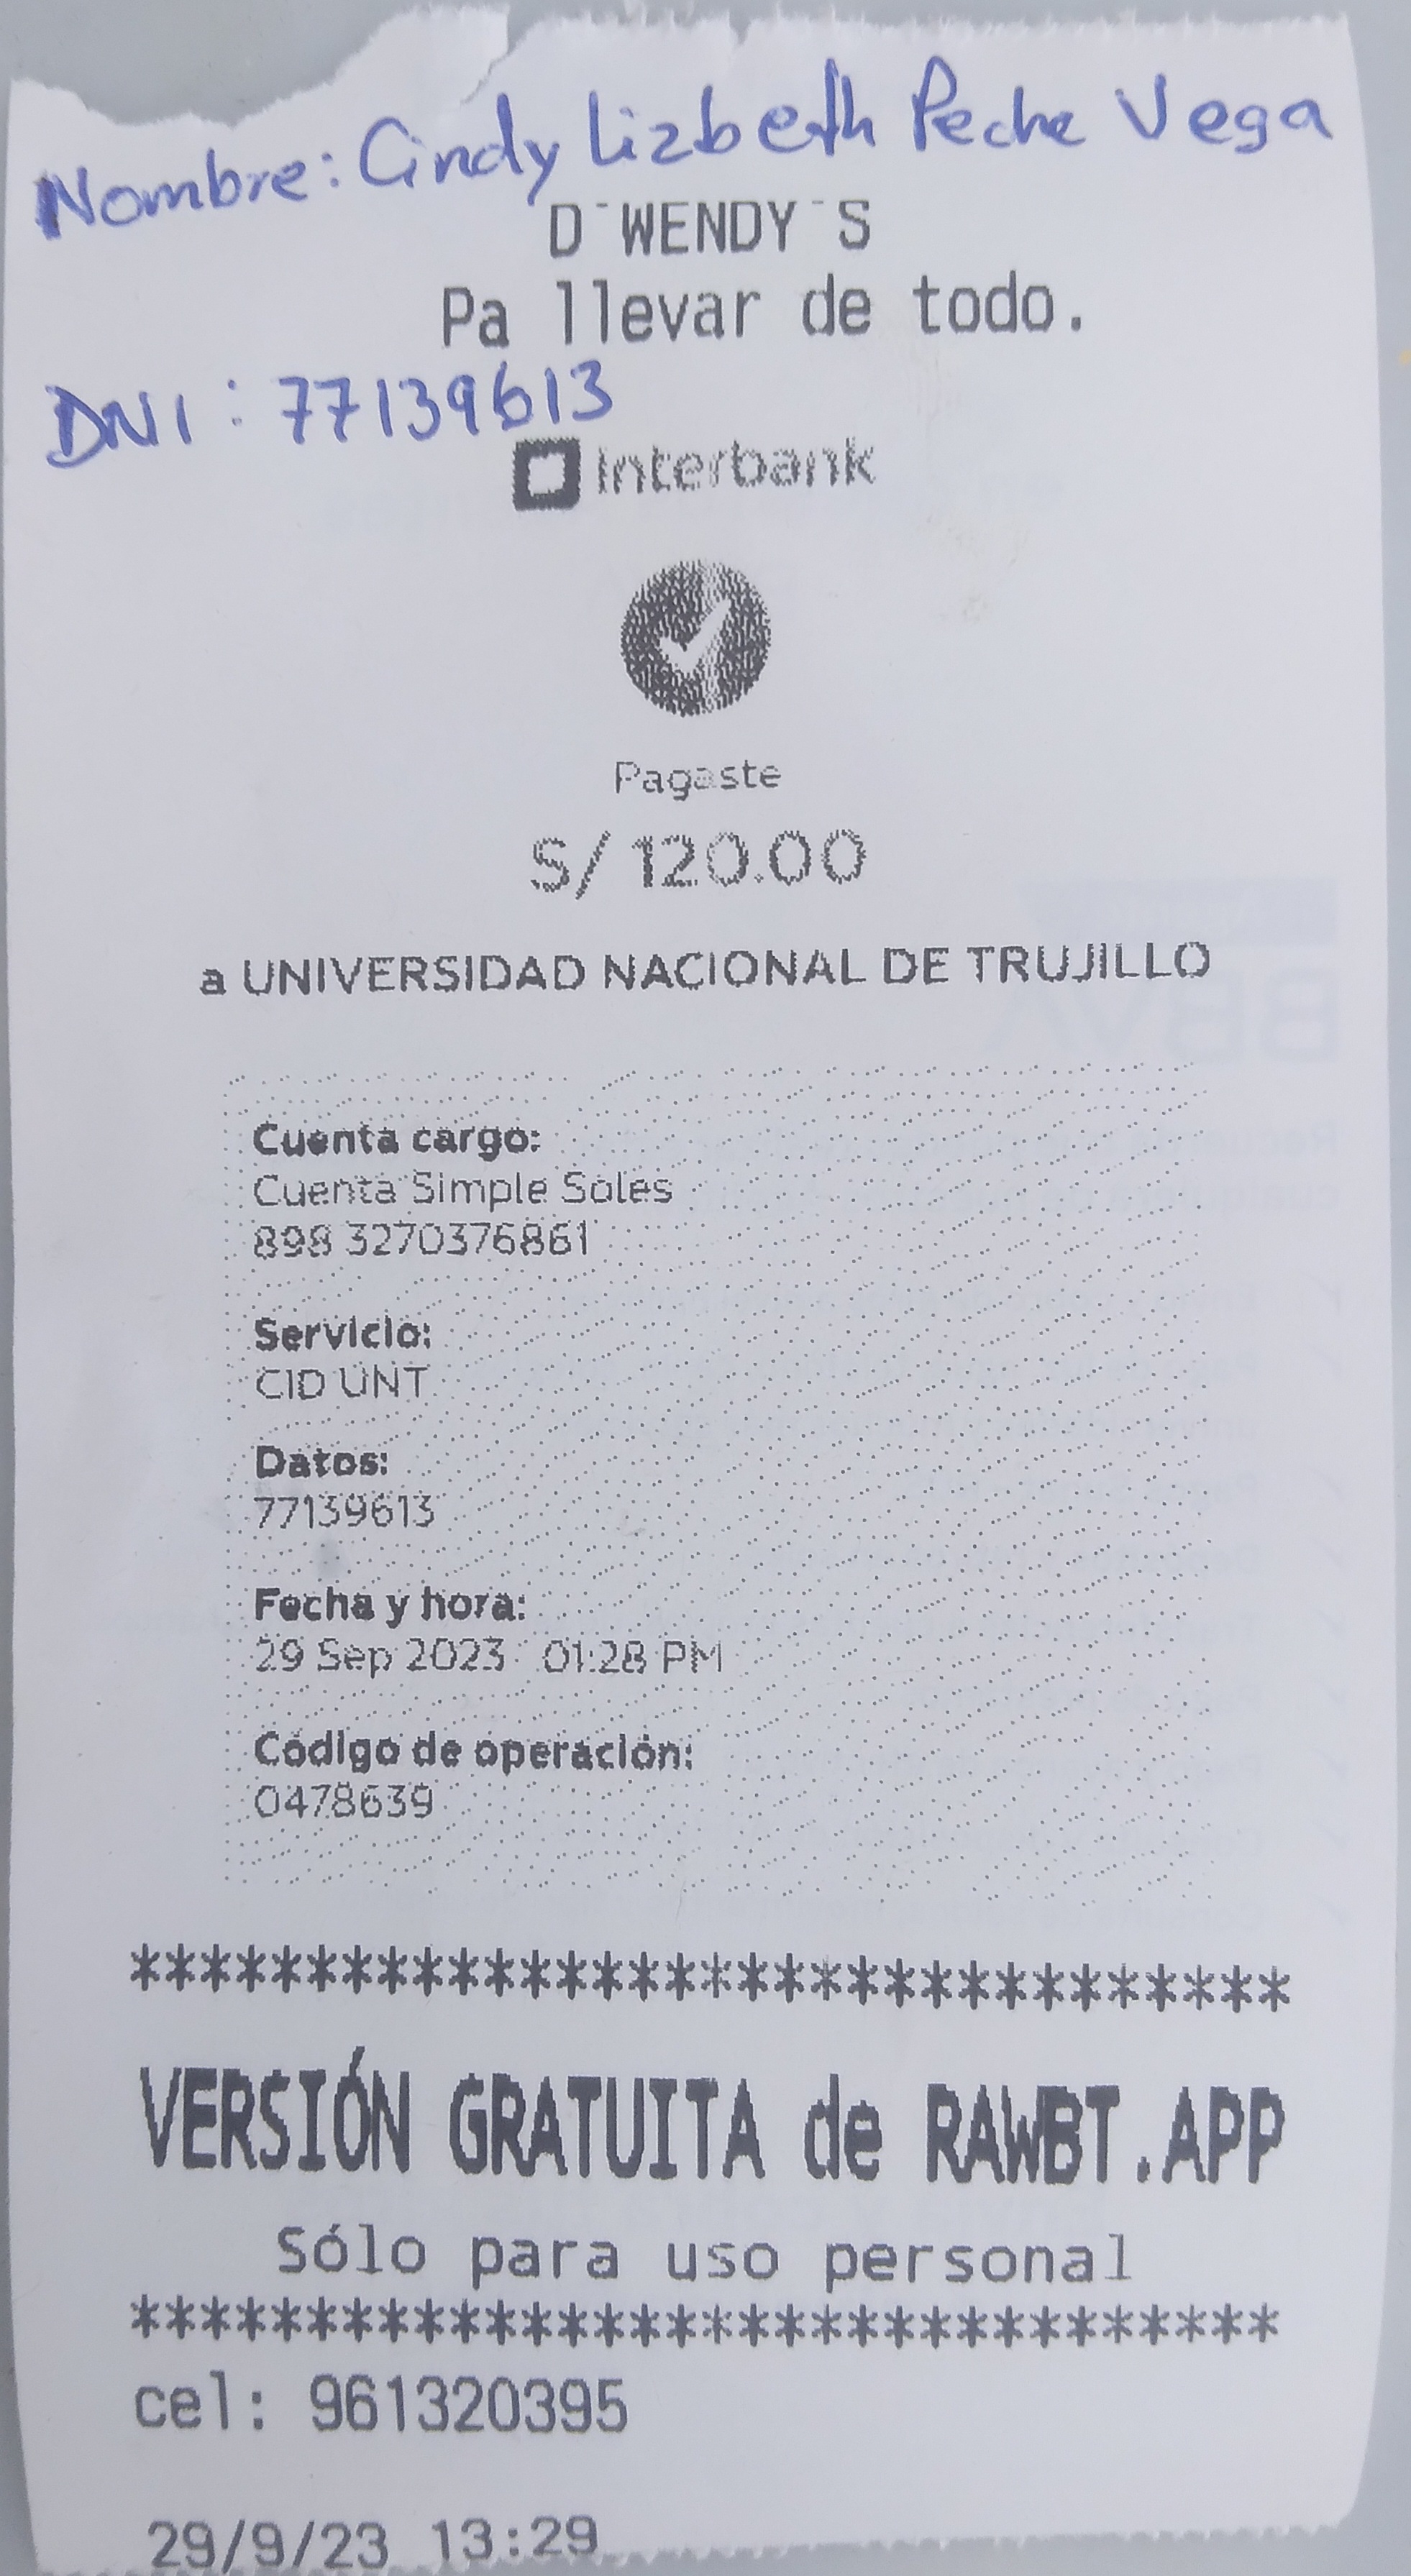 Nombre: Cindy Lizbeth Peche Vega
D´WENDY´S
Pa llevar de todo.
DNI: 77139613
Interbank
Pagaste
S/ 120.00
a UNIVERSIDAD NACIONAL DE TRUJILLO
Cuenta cargo:
Cuenta Simple Soles
898 3270376861
Servicio:
CID UNT
Datos:
77139613
Fecha y hora:
29 Sep 2023 01:28 PM
Código de operación:
0478639
*********************************
VERSIÓN GRATUITA de RAWBT.APP
Sólo para uso personal
*********************************
cel: 961320395
29/9/23 13:29